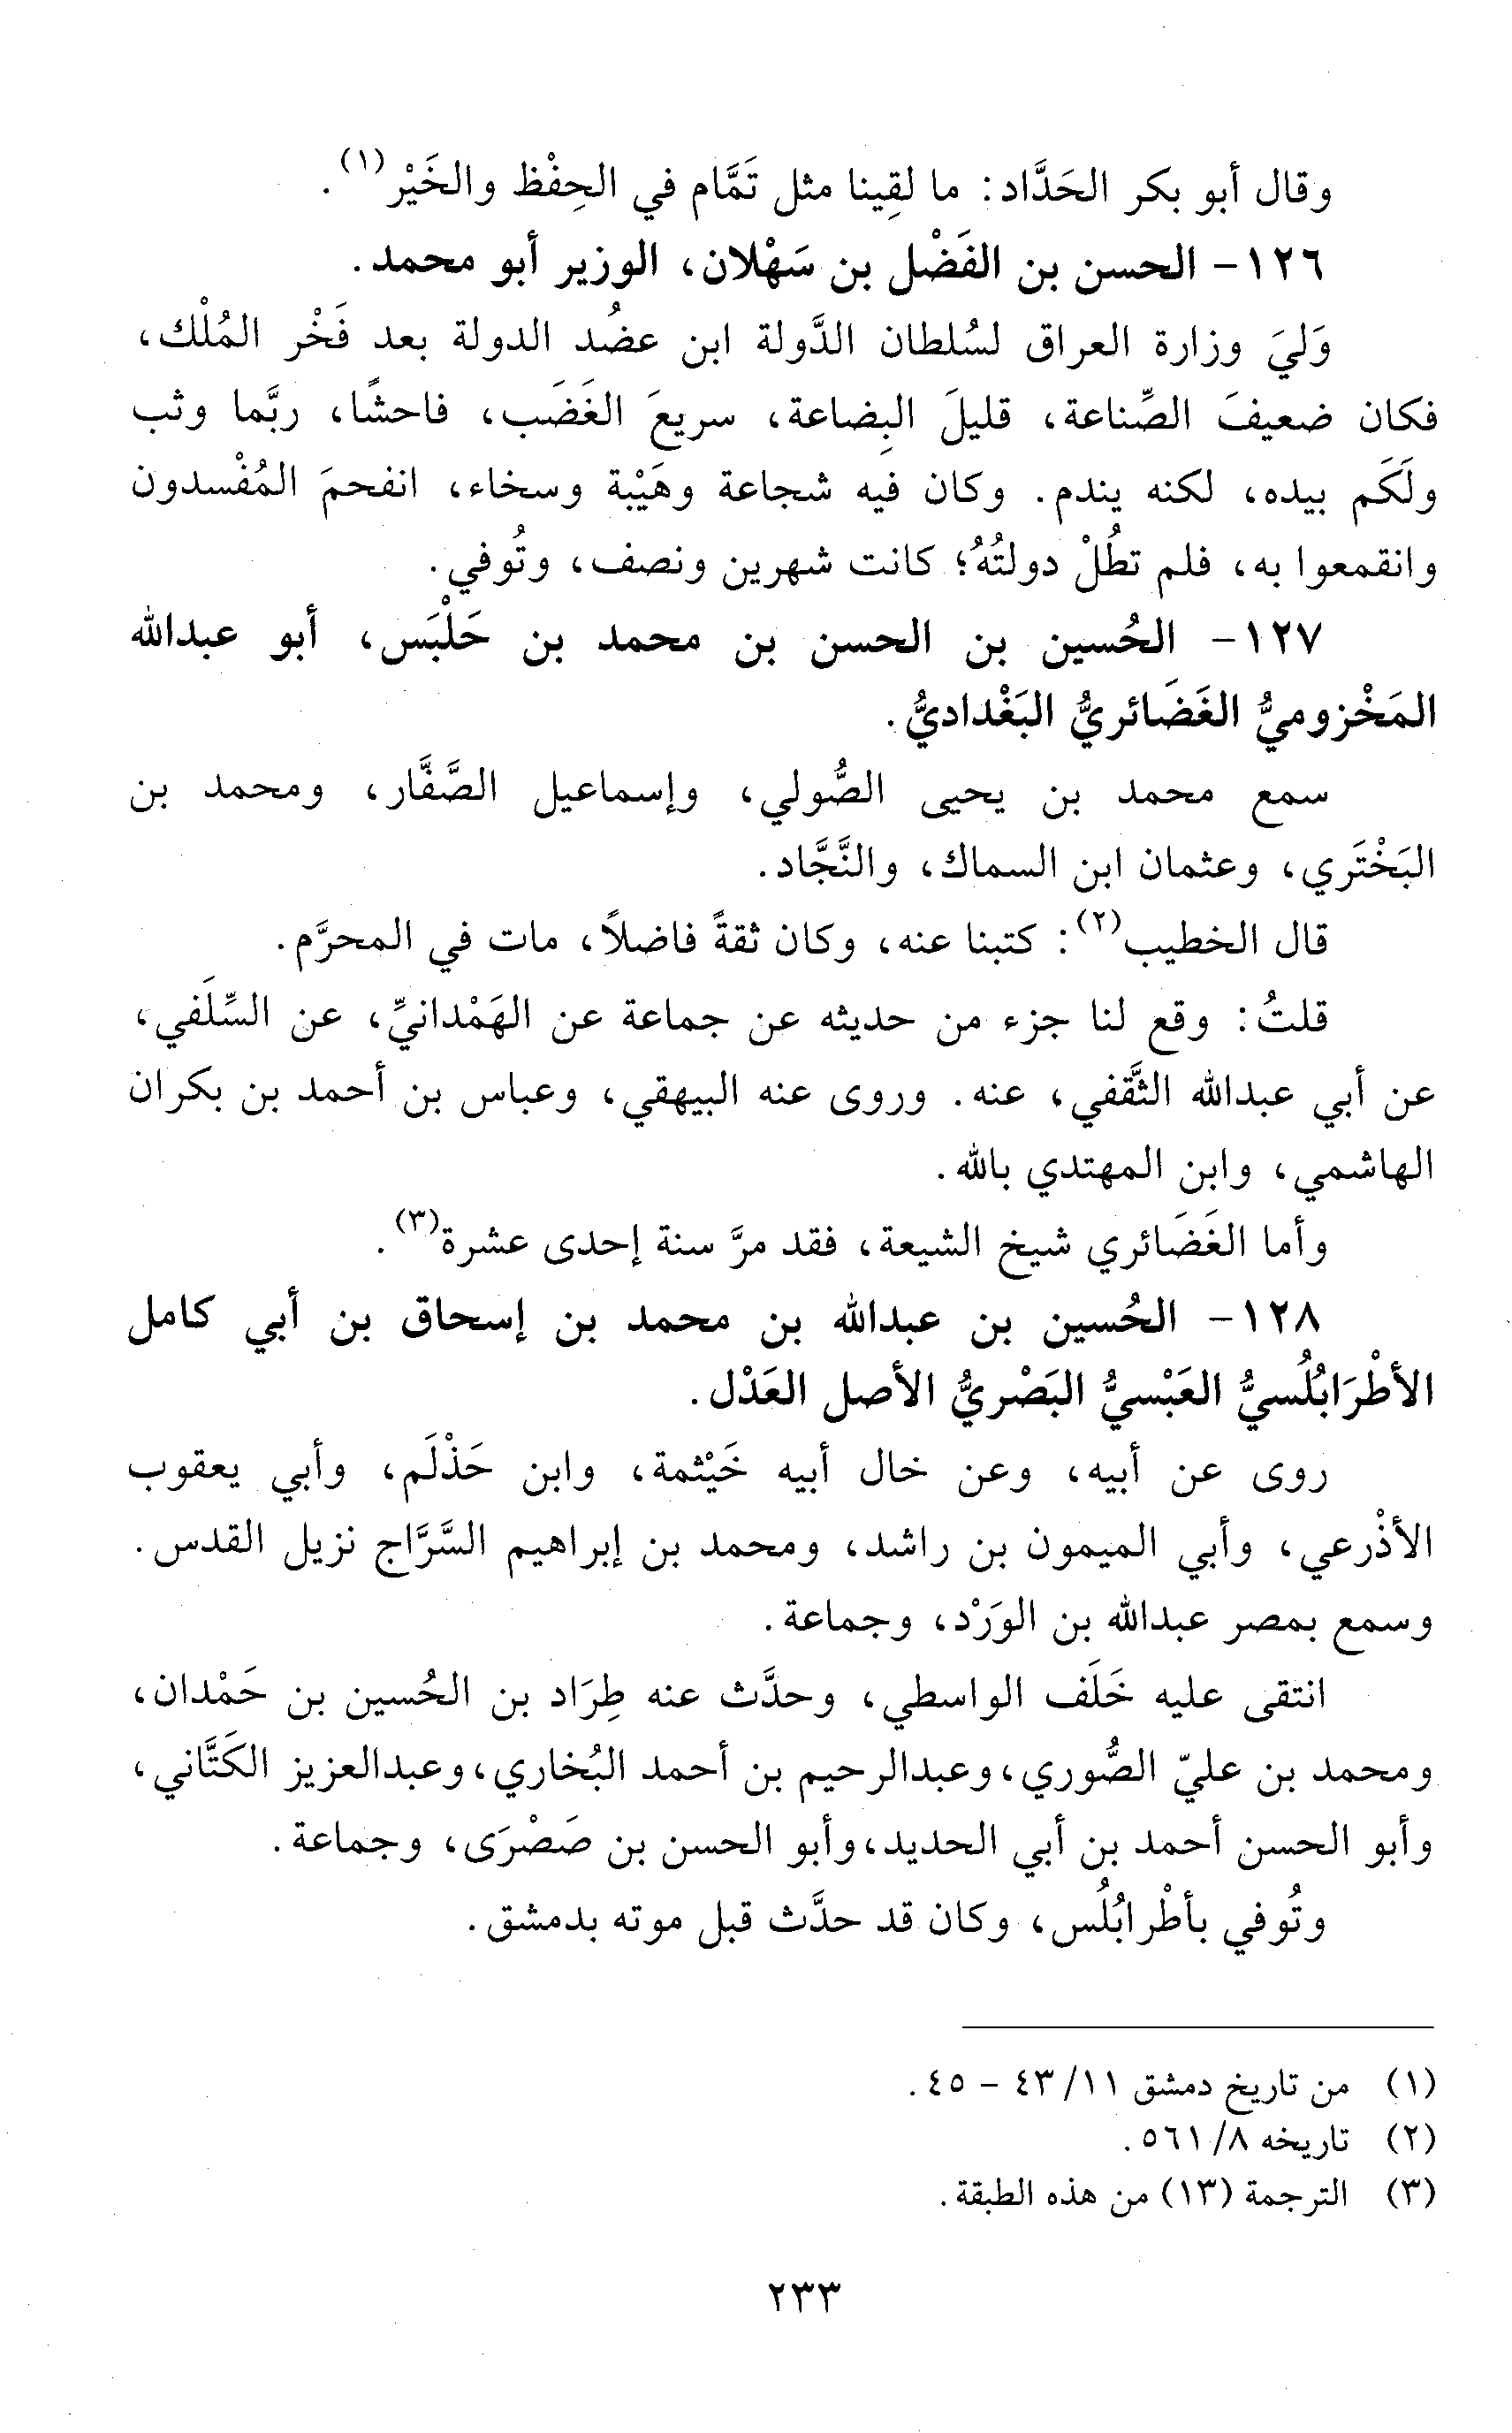 وقال أبو بكر الحَدَّاد: ما لقِينا مثل تَمَّام في الحِفْظ والخَيْر(١).
١٢٦- الحسن بن الفَضْل بن سَهْلان، الوزير أبو محمد.
وَليَ وزارة العراق لسُلطان الدَّولة ابن عضُد الدولة بعد فَخْر المُلْك،
فكان ضعيفَ الصِّناعة، قليلَ البِضاعة، سريعَ الغَضَب، فاحشًا، ربَّما وثب
ولَكَم بيده، لكنه يندم. وكان فيه شجاعة وهَيْبة وسخاء، انفحمَ المُفْسدون
وانقمعوا به، فلم تطُلْ دولتُهُ؛ كانت شهرين ونصف، وتُوفي.
١٢٧- الحُسين بن الحسن بن محمد بن حَلْبَس، أبو عبدالله
المَخْزوميُّ الغَضَائريُّ البَغْداديُّ.
سمع محمد بن يحيى الصُّولي، وإسماعيل الصَّفَّار، ومحمد بن
البَخْتَري، وعثمان ابن السماك، والنَّجَّاد.
قال الخطيب(٢): كتبنا عنه، وكان ثقةً فاضلاً، مات في المحرَّم.
قلتُ: وقع لنا جزء من حديثه عن جماعة عن الهَمْدانيِّ، عن السِّلَفي،
عن أبي عبدالله الثَّقفي، عنه. وروى عنه البيهقي، وعباس بن أحمد بن بكران
الهاشمي، وابن المهتدي بالله.
وأما الغَضَائري شيخ الشيعة، فقد مرَّ سنة إحدى عشرة(٣).
١٢٨- الحُسين بن عبدالله بن محمد بن إسحاق بن أبي كامل
الأطْرَابُلُسيُّ العَبْسيُّ البَصْريُّ الأصل العَدْل.
روى عن أبيه، وعن خال أبيه خَيْثمة، وابن حَذْلَم، وأبي يعقوب
الأذْرعي، وأبي الميمون بن راشد، ومحمد بن إبراهيم السَّرَّاج نزيل القدس.
وسمع بمصر عبدالله بن الوَرْد، وجماعة.
انتقى عليه خَلَف الواسطي، وحدَّث عنه طِرَاد بن الحُسين بن حَمْدان،
ومحمد بن عليّ الصُّوري،وعبدالرحيم بن أحمد البُخاري،وعبدالعزيز الكَتَّاني،
وأبو الحسن أحمد بن أبي الحديد،وأبو الحسن بن صَصْرَى، وجماعة.
وتُوفي بأطْرابُلُس، وكان قد حدَّث قبل موته بدمشق.
(١) من تاريخ دمشق ١١/ ٤٣ - ٤٥.
(٢) تاريخه ٨/ ٥٦١.
(٣) الترجمة (١٣) من هذه الطبقة.
٢٣٣